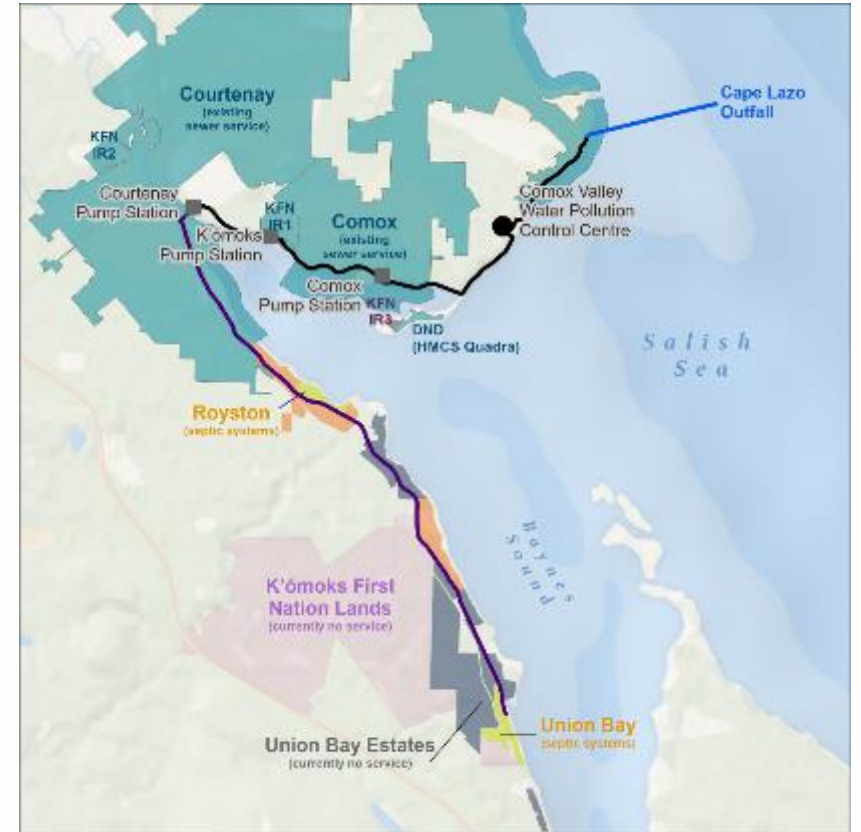 Courtenay
(existing
sewer service)
Cape Lazo
Outfall
KFN
IR2
Courtenay
Pump Station
KFN
IR1
K'ómoks
Pump Station
Comox
(existing
sewer service)
Comox Valley
Water Pollution
Control Centre
Comox
Pump Station
KFN
IR3
DND
(HMCS Quadra)
Salish
Sea
Royston
(septic systems)
Baynes
Sound
K'ómoks First
Nation Lands
(currently no service)
Union Bay Estates
(currently no service)
Union Bay
(septic systems)